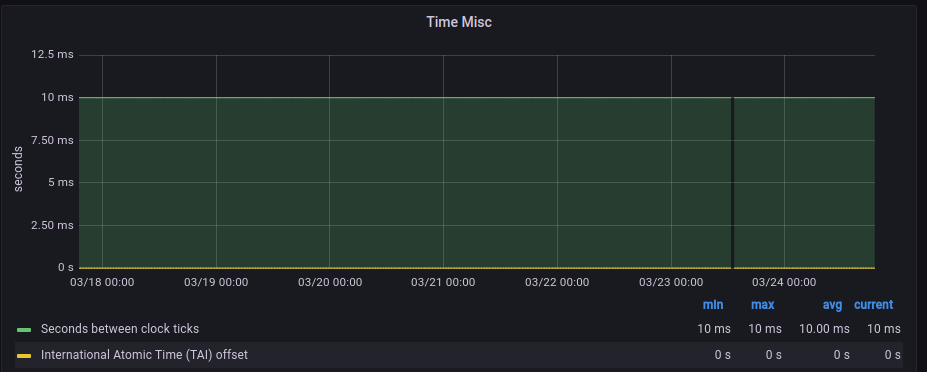 Time Misc
12.5 ms
10 ms
7.50 ms
5 ms
2.50 ms
0 s
seconds
03/18 00:00 03/19 00:00 03/20 00:00 03/21 00:00 03/22 00:00 03/23 00:00 03/24 00:00
min max avg current
Seconds between clock ticks 10 ms 10 ms 10.00 ms 10 ms
International Atomic Time (TAI) offset 0 s 0 s 0 s 0 s